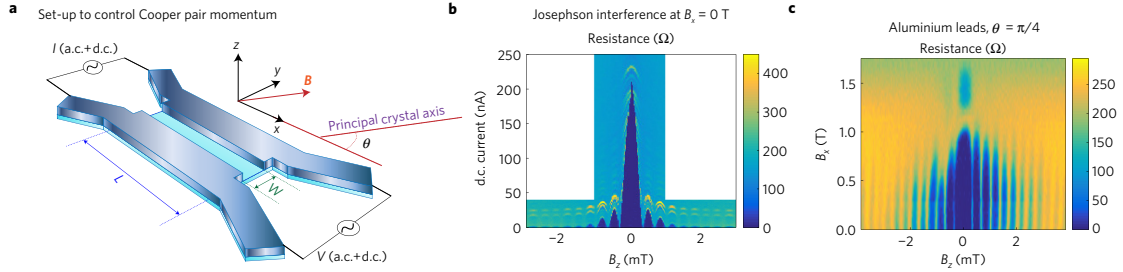 a Set-up to control Cooper pair momentum
I (a.c.+d.c.)
z
y
B
x
Principal crystal axis
θ
L
W
V (a.c.+d.c.)
b Josephson interference at Bx = 0 T
Resistance (Ω)
d.c. current (nA)
250
200
150
100
50
0
−2 0 2
Bz (mT)
400
300
200
100
0
c Aluminium leads, θ = π/4
Resistance (Ω)
Bx (T)
1.5
1.0
0.5
0.0
−2 0 2
Bz (mT)
250
200
150
100
50
0